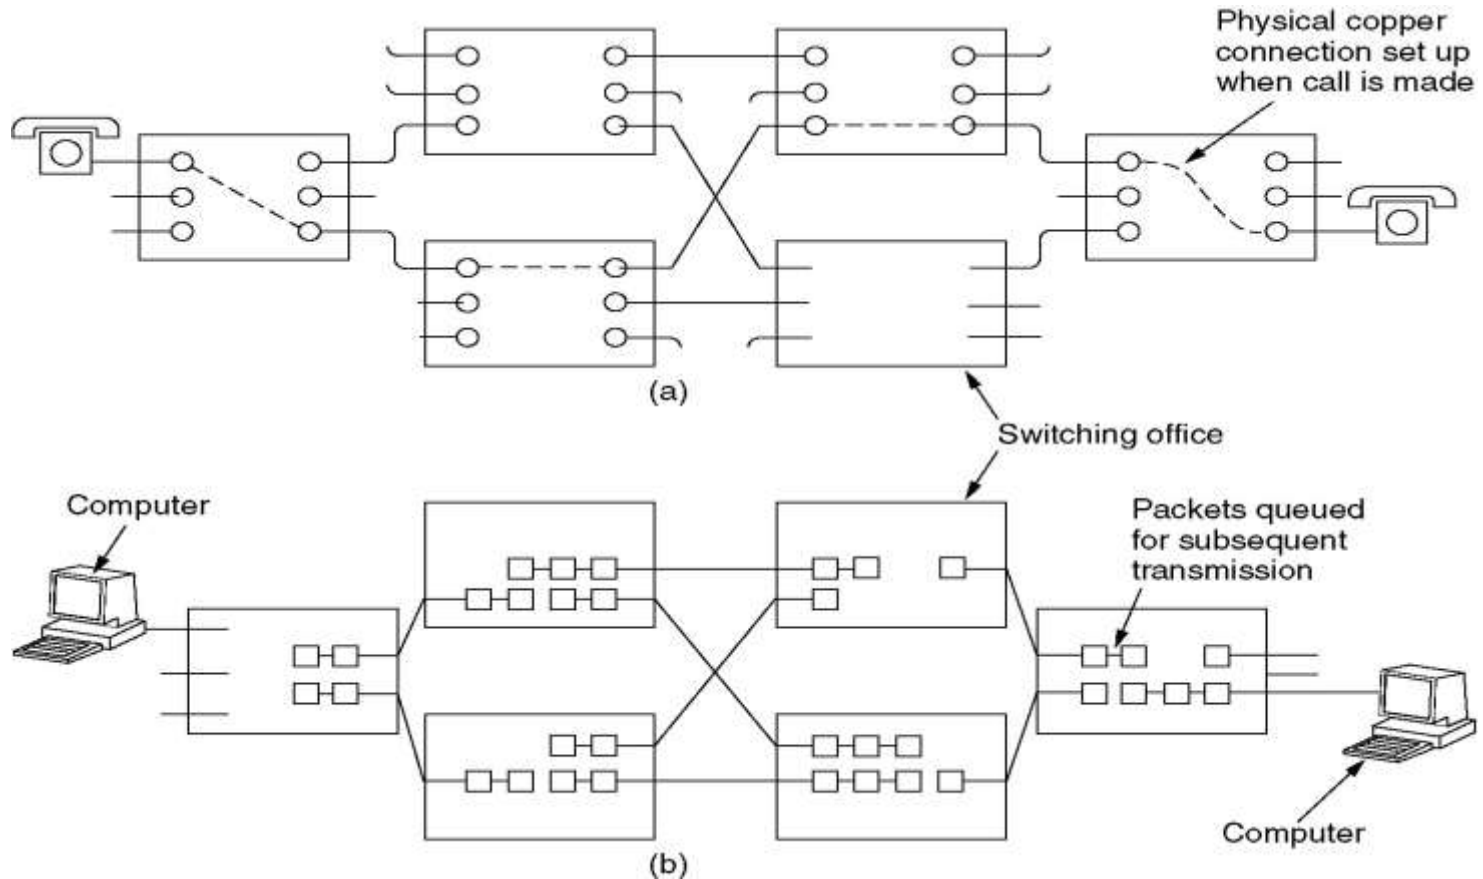 Physical copper
connection set up
when call is made
(a)
Switching office
Computer
Packets queued
for subsequent
transmission
Computer
(b)